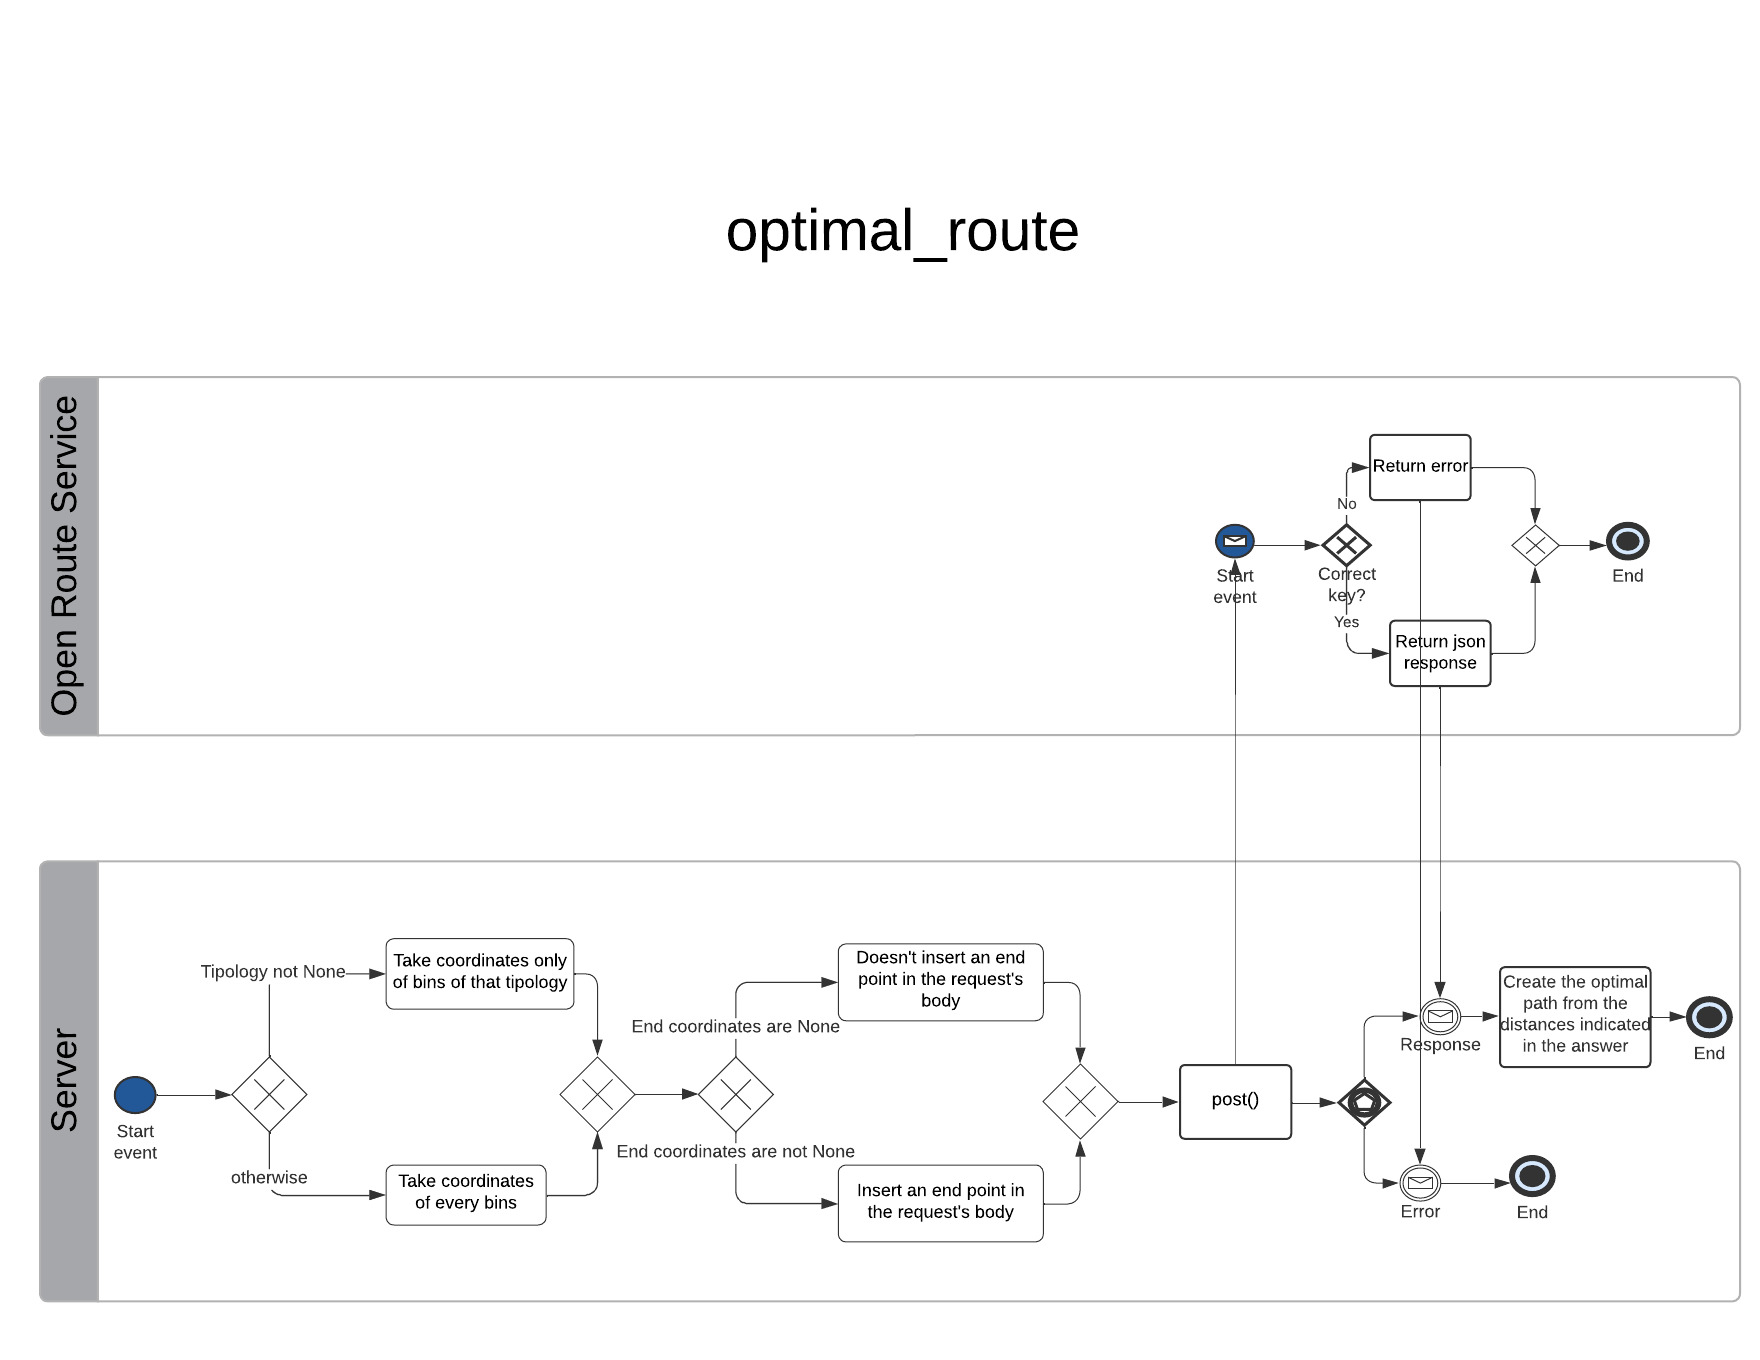 optimal_route
Open Route Service
Return error
No
Start
event
Correct
key?
Yes
Return json
response
End
Server
Start
event
Tipology not None
otherwise
Take coordinates only
of bins of that tipology
Take coordinates
of every bins
End coordinates are None
End coordinates are not None
Doesn't insert an end
point in the request's
body
Insert an end point in
the request's body
post()
Response
Create the optimal
path from the
distances indicated
in the answer
End
Error
End